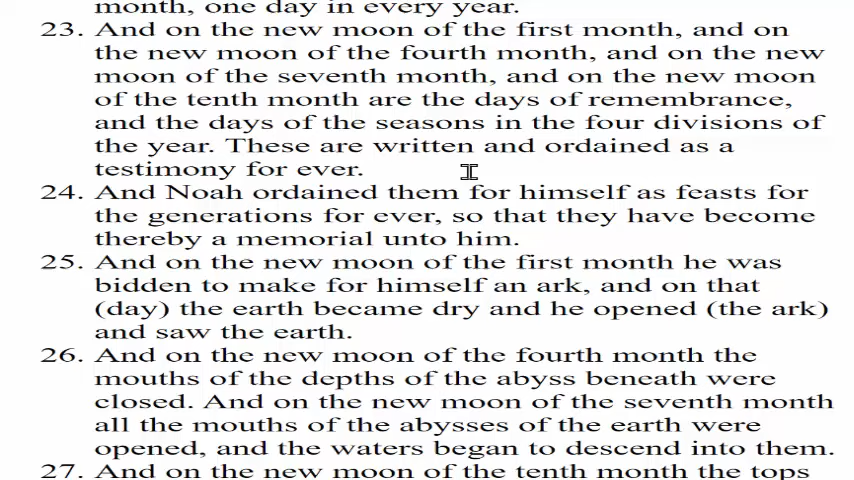 month, one day in every year.
23. And on the new moon of the first month, and on
the new moon of the fourth month, and on the new
moon of the seventh month, and on the new moon
of the tenth month are the days of remembrance,
and the days of the seasons in the four divisions of
the year. These are written and ordained as a
testimony for ever.
24. And Noah ordained them for himself as feasts for
the generations for ever, so that they have become
thereby a memorial unto him.
25. And on the new moon of the first month he was
bidden to make for himself an ark, and on that
(day) the earth became dry and he opened (the ark)
and saw the earth.
26. And on the new moon of the fourth month the
mouths of the depths of the abyss beneath were
closed. And on the new moon of the seventh month
all the mouths of the abysses of the earth were
opened, and the waters began to descend into them.
27. And on the new moon of the tenth month the tops